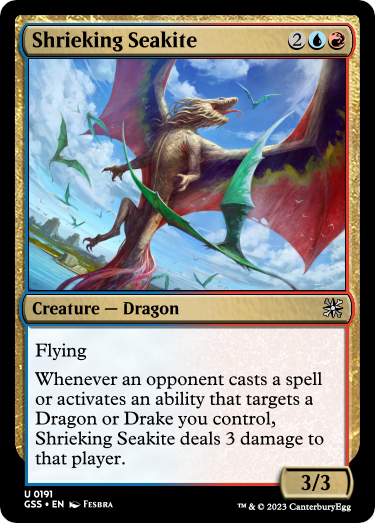 Shrieking Seakite 2
Creature — Dragon
Flying
Whenever an opponent casts a spell
or activates an ability that targets a
Dragon or Drake you control,
Shrieking Seakite deals 3 damage to
that player.
3/3
U 0191
GSS • EN Fesbra
™ & © 2023 CanterburyEgg